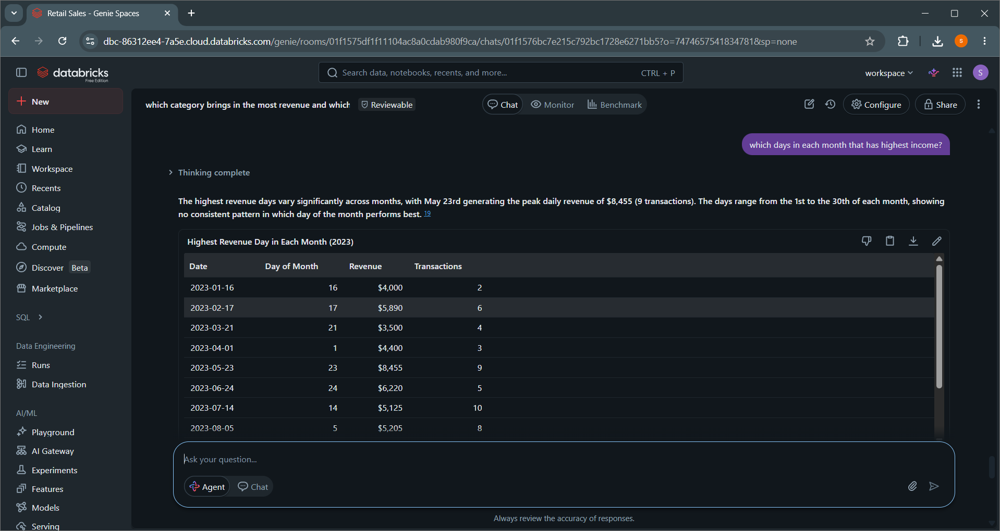 Retail Sales - Genie Spaces
dbc-86312ee4-7a5e.cloud.databricks.com/genie/rooms/01f1575df1f11104ac8a0cdab980f9ca/chats/01f1576bc7e215c792bc1728e6271bb5?o=7474657541834781&sp=none
S
databricks
Free Edition
Search data, notebooks, recents, and more...
CTRL + P
workspace
S
New
Home
Learn
Workspace
Recents
Catalog
Jobs & Pipelines
Compute
Discover Beta
Marketplace
SQL
Data Engineering
Runs
Data Ingestion
AI/ML
Playground
AI Gateway
Experiments
Features
Models
Serving
which category brings in the most revenue and which
Reviewable
Chat
Monitor
Benchmark
Configure
Share
which days in each month that has highest income?
Thinking complete
The highest revenue days vary significantly across months, with May 23rd generating the peak daily revenue of $8,455 (9 transactions). The days range from the 1st to the 30th of each month, showing
no consistent pattern in which day of the month performs best. 19
Highest Revenue Day in Each Month (2023)
Date Day of Month Revenue Transactions
2023-01-16 16 $4,000 2
2023-02-17 17 $5,890 6
2023-03-21 21 $3,500 4
2023-04-01 1 $4,400 3
2023-05-23 23 $8,455 9
2023-06-24 24 $6,220 5
2023-07-14 14 $5,125 10
2023-08-05 5 $5,205 8
Ask your question...
Agent
Chat
Always review the accuracy of responses.